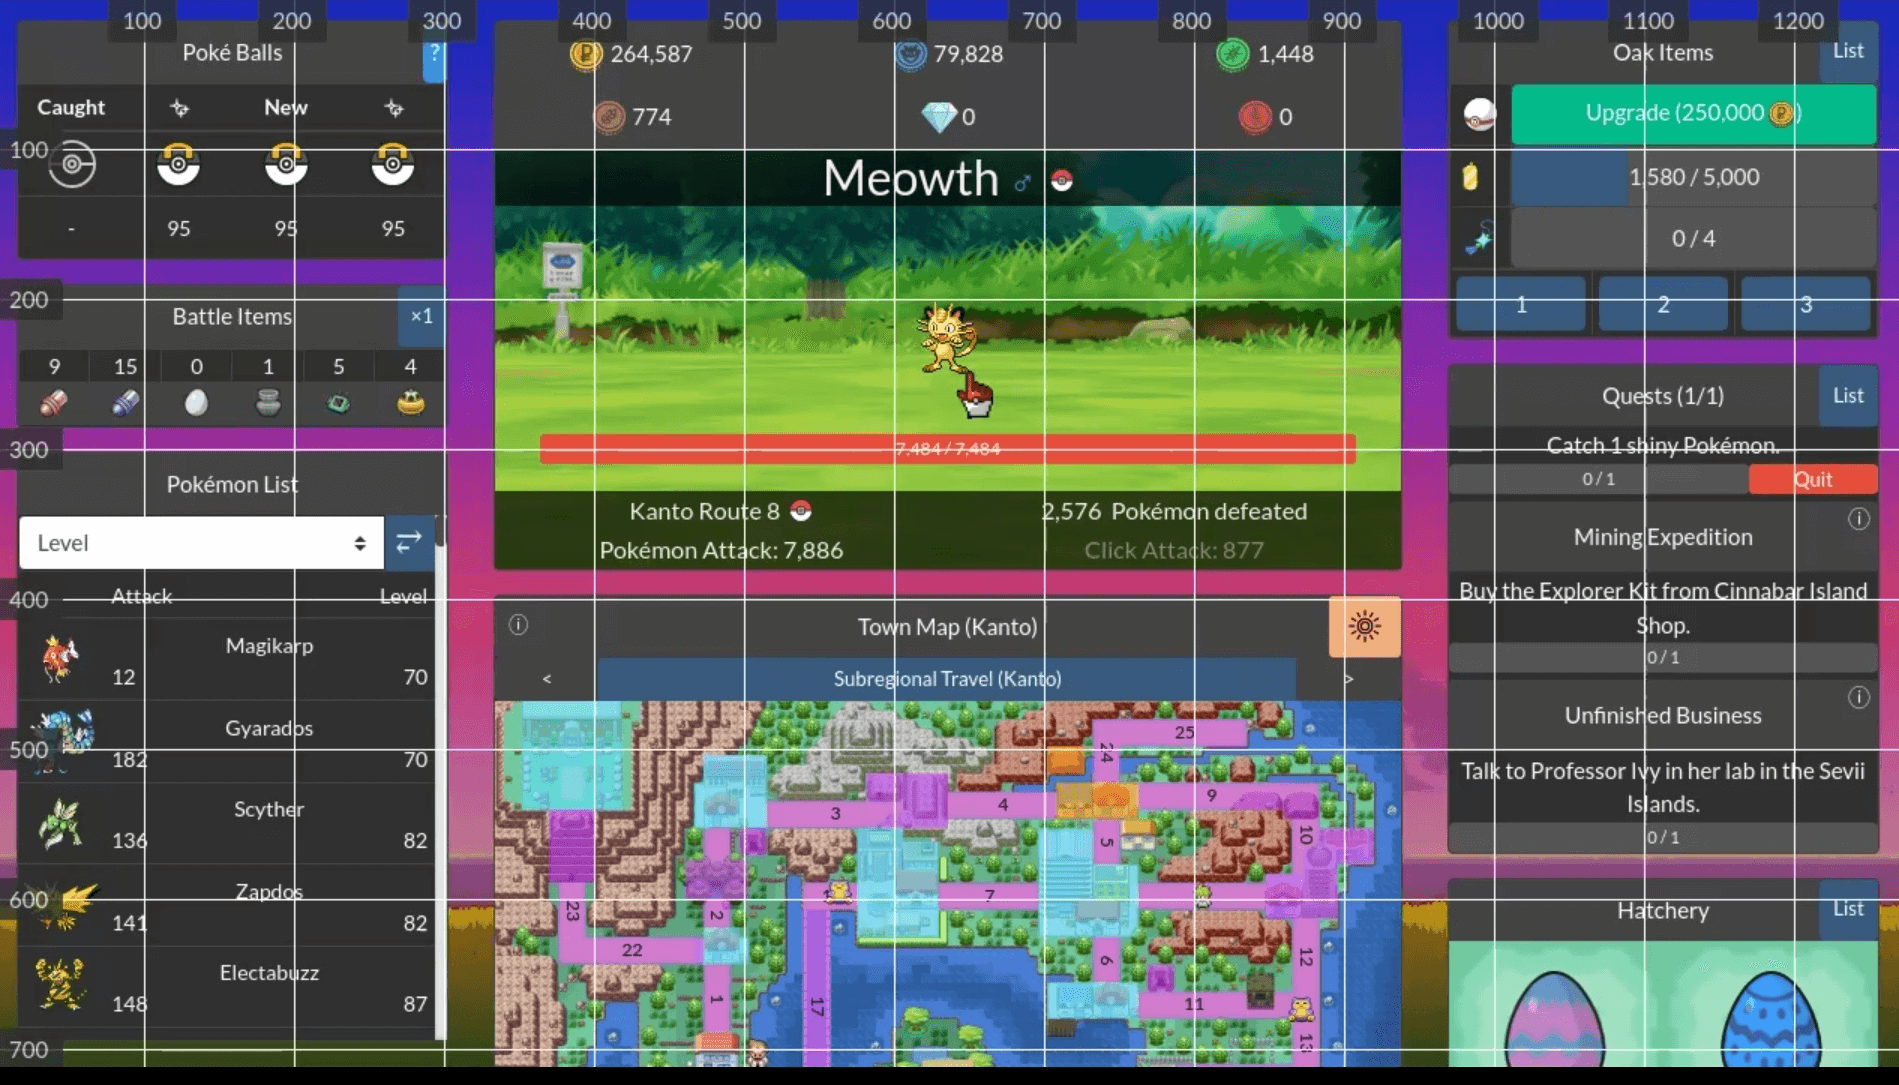 100 200 300 400 500 600 700 800 900 1000 1100 1200
100
200
300
400
500
600
700
Poké Balls
?
Caught New
- 95 95 95
Battle Items
×1
9 15 0 1 5 4
Pokémon List
Level
Attack Level
Magikarp
12 70
Gyarados
182 70
Scyther
136 82
Zapdos
141 82
Electabuzz
148 87
264,587 79,828 1,448
774 0 0
Meowth ♂
7,484 / 7,484
Kanto Route 8 2,576 Pokémon defeated
Pokémon Attack: 7,886 Click Attack: 877
Town Map (Kanto)
< Subregional Travel (Kanto) >
25
24
9
4
3
10
5
7
23
2
22
12
6
1
17
11
13
Oak Items
List
Upgrade (250,000 )
1,580 / 5,000
0 / 4
1 2 3
Quests (1/1)
List
Catch 1 shiny Pokémon.
0 / 1 Quit
Mining Expedition
Buy the Explorer Kit from Cinnabar Island
Shop.
0 / 1
Unfinished Business
Talk to Professor Ivy in her lab in the Sevii
Islands.
0 / 1
Hatchery
List